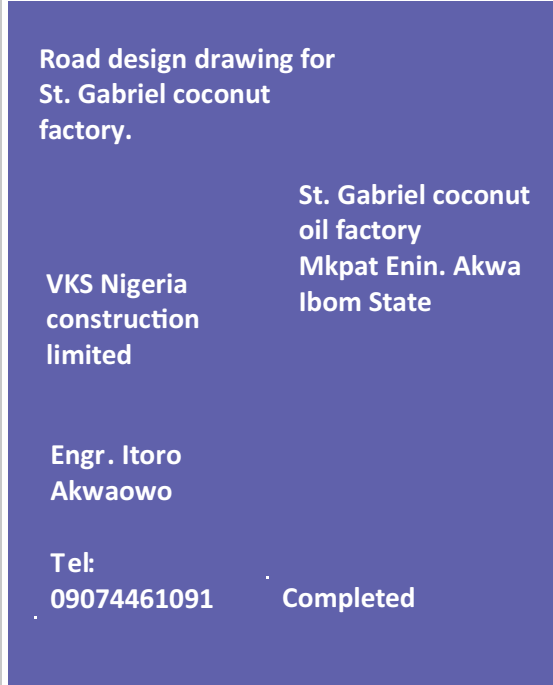 Road design drawing for
St. Gabriel coconut
factory.
St. Gabriel coconut
oil factory
Mkpat Enin. Akwa
Ibom State
VKS Nigeria
construction
limited
Engr. Itoro
Akwaowo
Tel:
09074461091
Completed